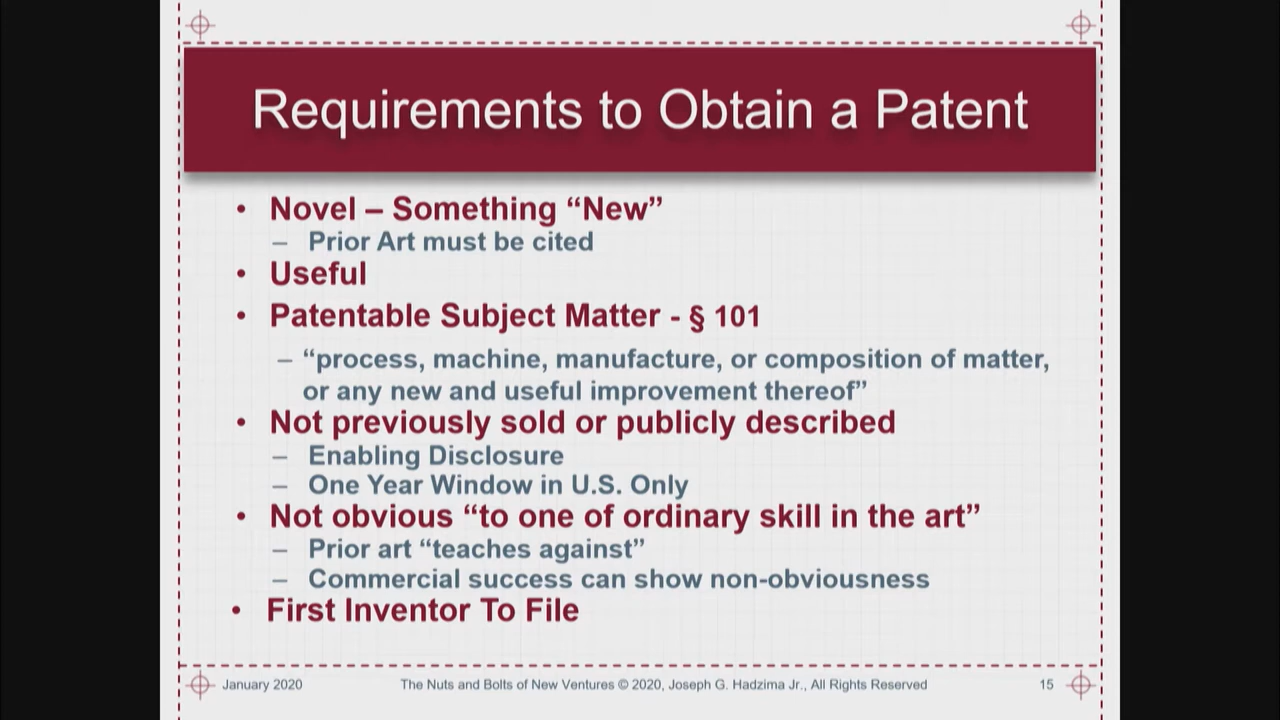 Requirements to Obtain a Patent
• Novel – Something “New”
– Prior Art must be cited
• Useful
• Patentable Subject Matter - § 101
– “process, machine, manufacture, or composition of matter,
or any new and useful improvement thereof”
• Not previously sold or publicly described
– Enabling Disclosure
– One Year Window in U.S. Only
• Not obvious “to one of ordinary skill in the art”
– Prior art “teaches against”
– Commercial success can show non-obviousness
• First Inventor To File
January 2020 The Nuts and Bolts of New Ventures © 2020, Joseph G. Hadzima Jr., All Rights Reserved 15